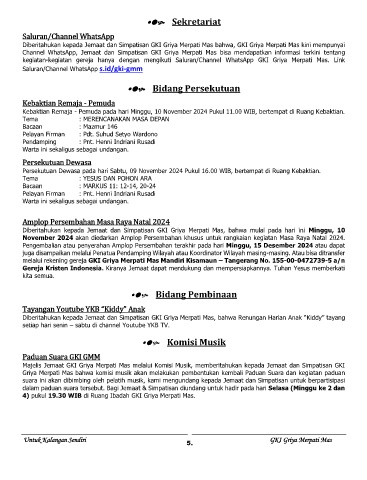 Sekretariat
Saluran/Channel WhatsApp
Diberitahukan kepada Jemaat dan Simpatisan GKI Griya Merpati Mas bahwa, GKI Griya Merpati Mas kini mempunyai
Channel WhatsApp, Jemaat dan Simpatisan GKI Griya Merpati Mas bisa mendapatkan informasi terkini tentang
kegiatan-kegiatan gereja hanya dengan mengikuti Saluran/Channel WhatsApp GKI Griya Merpati Mas. Link
Saluran/Channel WhatsApp s.id/gki-gmm
Bidang Persekutuan
Kebaktian Remaja - Pemuda
Kebaktian Remaja - Pemuda pada hari Minggu, 10 November 2024 Pukul 11.00 WIB, bertempat di Ruang Kebaktian.
Tema : MERENCANAKAN MASA DEPAN
Bacaan : Mazmur 146
Pelayan Firman : Pdt. Suhud Setyo Wardono
Pendamping : Pnt. Henni Indriani Rusadi
Warta ini sekaligus sebagai undangan.
Persekutuan Dewasa
Persekutuan Dewasa pada hari Sabtu, 09 November 2024 Pukul 16.00 WIB, bertempat di Ruang Kebaktian.
Tema : YESUS DAN POHON ARA
Bacaan : MARKUS 11: 12-14, 20-24
Pelayan Firman : Pnt. Henni Indriani Rusadi
Warta ini sekaligus sebagai undangan.
Amplop Persembahan Masa Raya Natal 2024
Diberitahukan kepada Jemaat dan Simpatisan GKI Griya Merpati Mas, bahwa mulai pada hari ini Minggu, 10
November 2024 akan diedarkan Amplop Persembahan khusus untuk rangkaian kegiatan Masa Raya Natal 2024.
Pengembalian atau penyerahan Amplop Persembahan terakhir pada hari Minggu, 15 Desember 2024 atau dapat
juga disampaikan melalui Penatua Pendamping Wilayah atau Koordinator Wilayah masing-masing. Atau bisa ditransfer
melalui rekening gereja GKI Griya Merpati Mas Mandiri Kisamaun – Tangerang No. 155-00-0472739-5 a/n
Gereja Kristen Indonesia. Kiranya Jemaat dapat mendukung dan mempersiapkannya. Tuhan Yesus memberkati
kita semua.
Bidang Pembinaan
Tayangan Youtube YKB "Kiddy" Anak
Diberitahukan kepada Jemaat dan Simpatisan GKI Griya Merpati Mas, bahwa Renungan Harian Anak "Kiddy" tayang
setiap hari senin – sabtu di channel Youtube YKB TV.
Komisi Musik
Paduan Suara GKI GMM
Majelis Jemaat GKI Griya Merpati Mas melalui Komisi Musik, memberitahukan kepada Jemaat dan Simpatisan GKI
Griya Merpati Mas bahwa komisi musik akan melakukan pembentukan kembali Paduan Suara dan kegiatan paduan
suara ini akan dibimbing oleh pelatih musik, kami mengundang kepada Jemaat dan Simpatisan untuk berpartisipasi
dalam paduan suara tersebut. Bagi Jemaat & Simpatisan diundang untuk hadir pada hari Selasa (Minggu ke 2 dan
4) pukul 19.30 WIB di Ruang Ibadah GKI Griya Merpati Mas.
Untuk Kalangan Sendiri 5. GKI Griya Merpati Mas